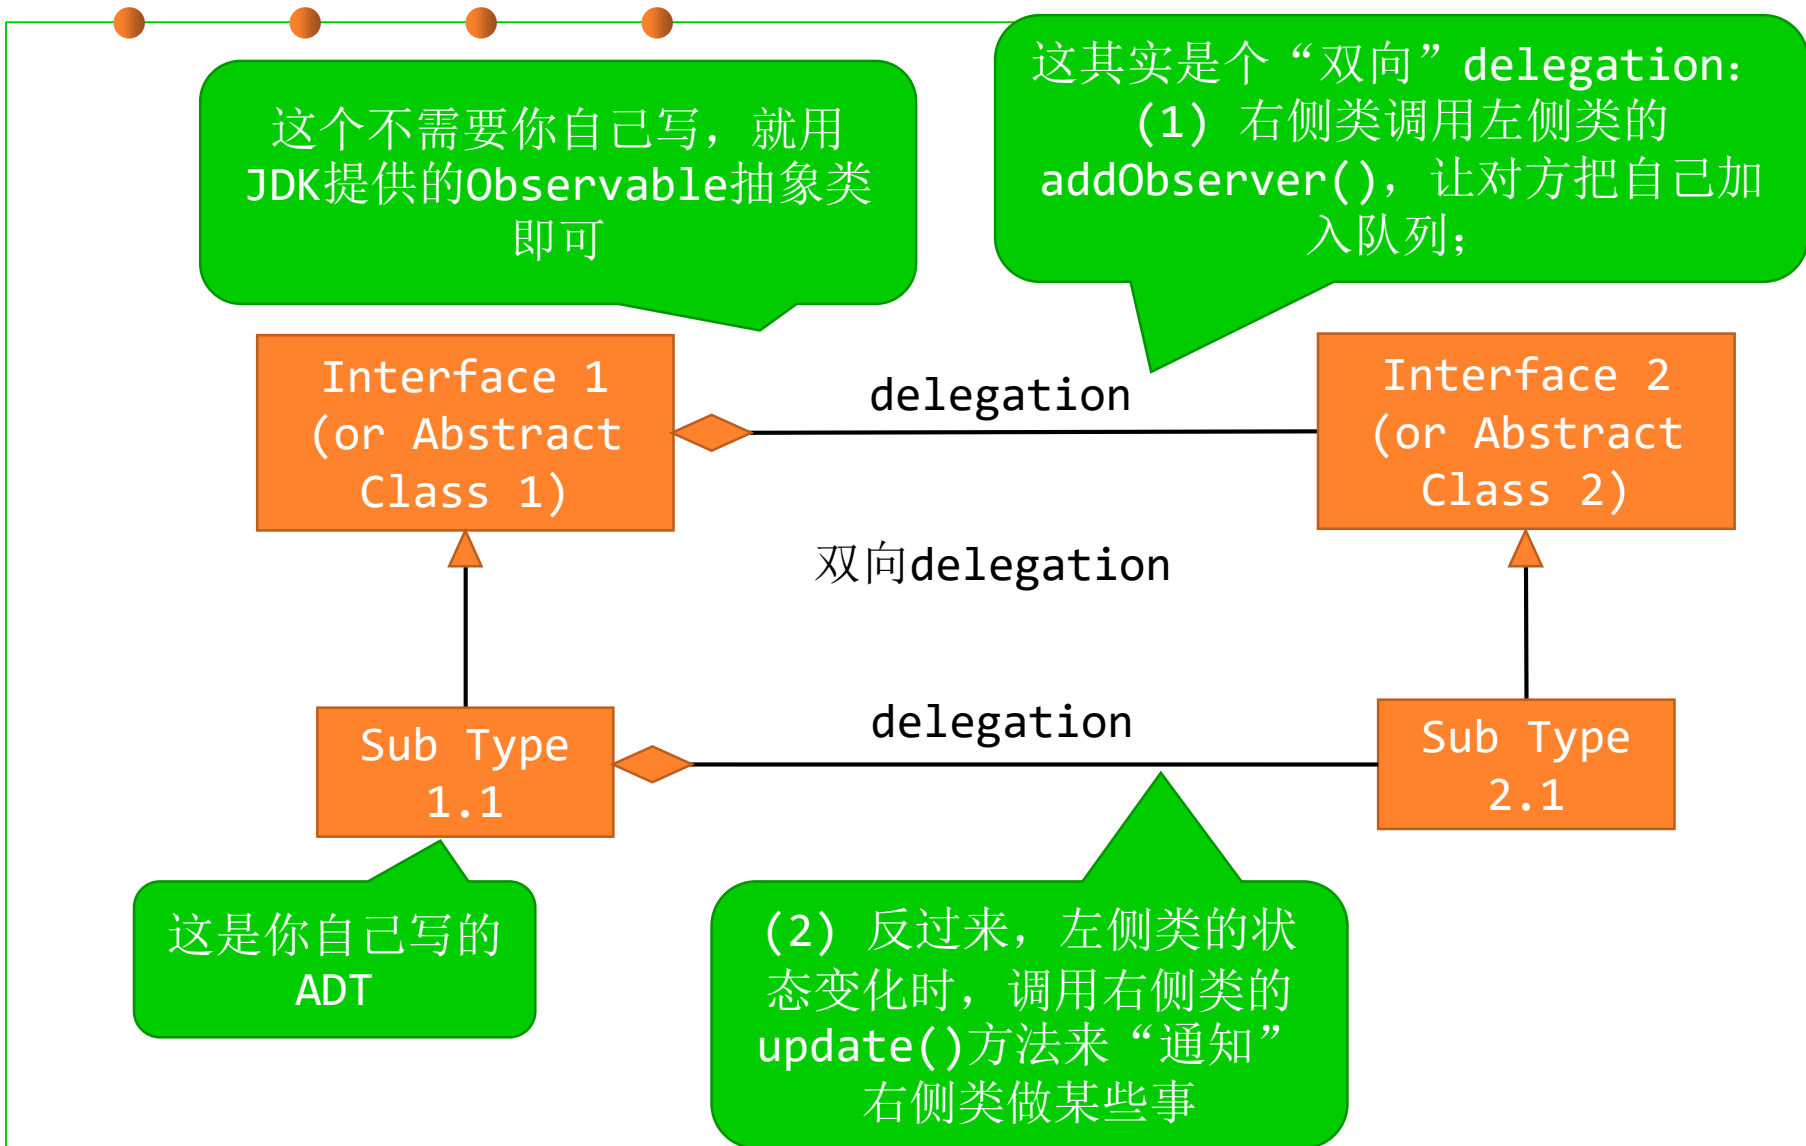 这个不需要你自己写，就用
JDK提供的Observable抽象类
即可
这其实是个“双向”delegation：
(1) 右侧类调用左侧类的
addObserver()，让对方把自己加
入队列；
Interface 1
(or Abstract
Class 1)
delegation
Interface 2
(or Abstract
Class 2)
双向delegation
Sub Type
1.1
delegation
Sub Type
2.1
这是你自己写的
ADT
(2) 反过来，左侧类的状
态变化时，调用右侧类的
update()方法来“通知”
右侧类做某些事